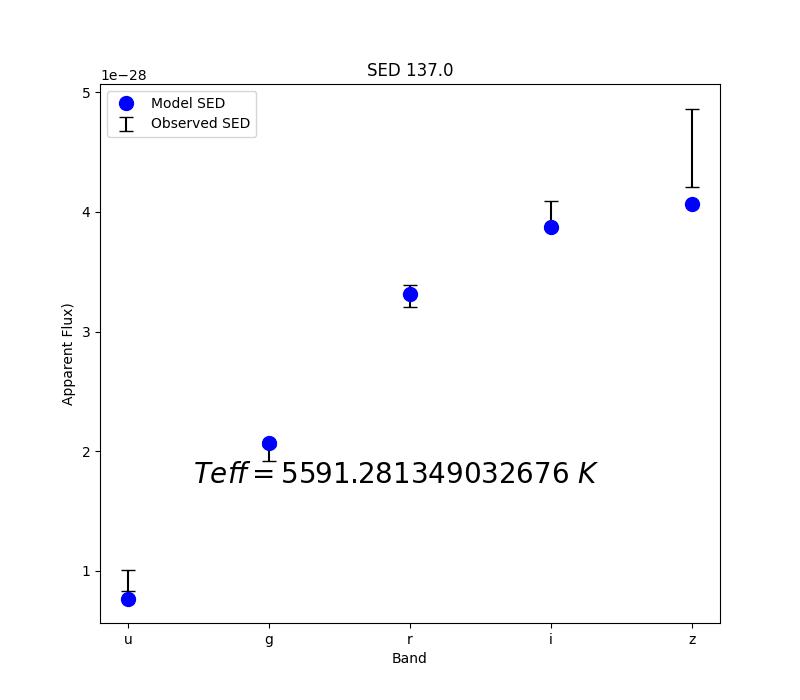 SED 137.0
1e−28
Model SED
Observed SED
5
4
3
2
1
Apparent Flux)
Teff = 5591.281349032676 K
u g r i z
Band